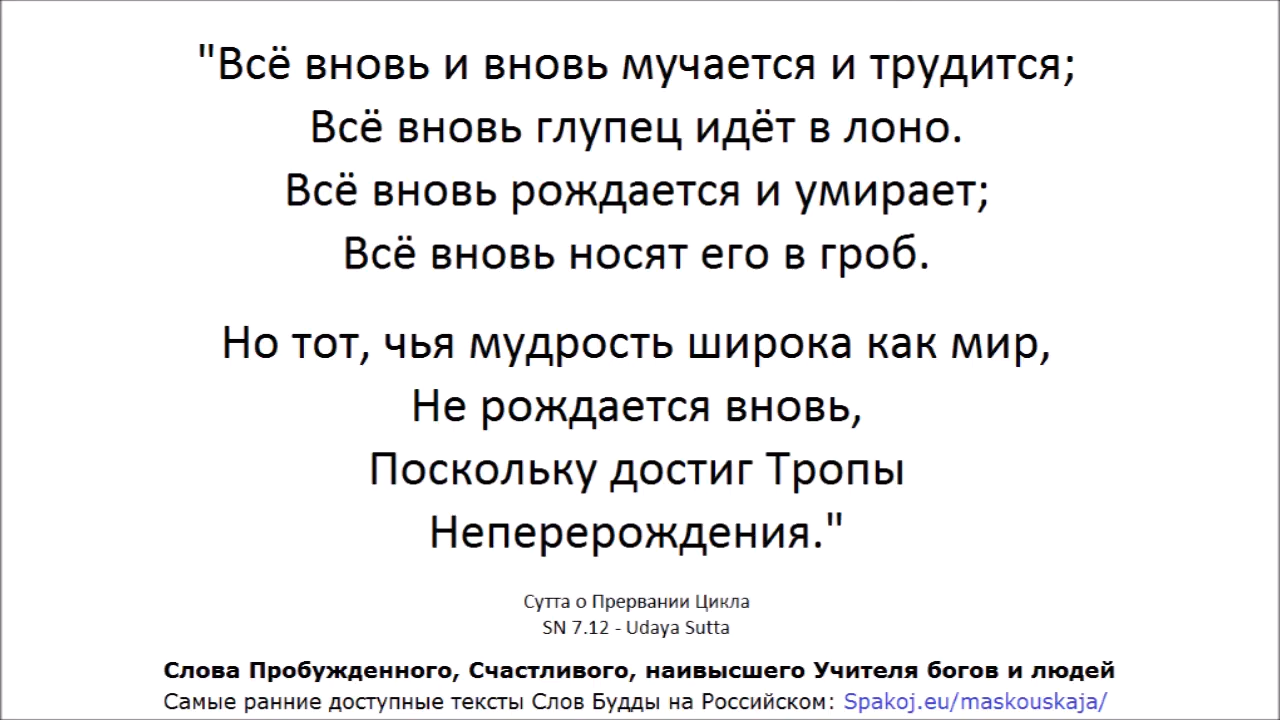 "Всё вновь и вновь мучается и трудится;
Всё вновь глупец идёт в лоно.
Всё вновь рождается и умирает;
Всё вновь носят его в гроб.
Но тот, чья мудрость широка как мир,
Не рождается вновь,
Поскольку достиг Тропы
Неперерождения."
Сутта о Прервании Цикла
SN 7.12 - Udaya Sutta
Слова Пробужденного, Счастливого, наивысшего Учителя богов и людей
Самые ранние доступные тексты Слов Будды на Российском: Spakoj.eu/maskouskaja/